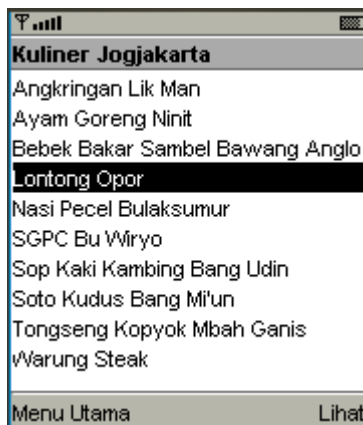 Kuliner Jogjakarta
Angkringan Lik Man
Ayam Goreng Ninit
Bebek Bakar Sambel Bawang Anglo
Lontong Opor
Nasi Pecel Bulaksumur
SGPC Bu Wiryo
Sop Kaki Kambing Bang Udin
Soto Kudus Bang Mi'un
Tongseng Kopyok Mbah Ganis
Warung Steak
Menu Utama Lihat